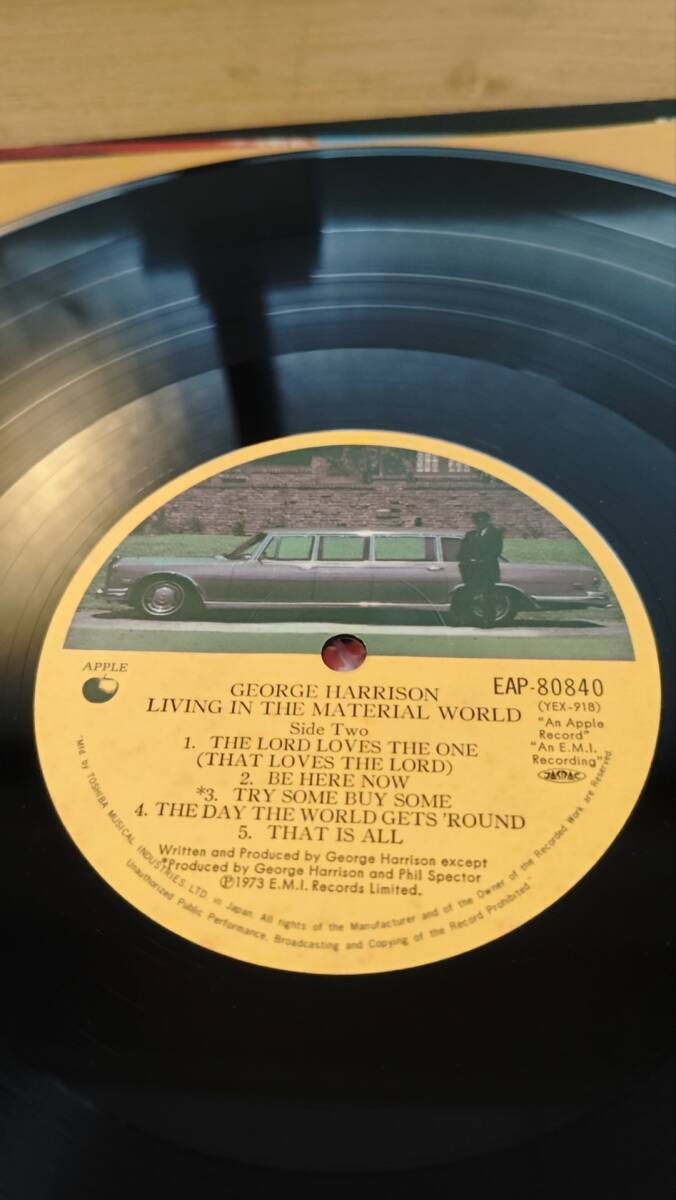 APPLE
EAP-80840
(YEX-918)
"An Apple
Record"
"An E.M.I.
Recording"
JASRAC
GEORGE HARRISON
LIVING IN THE MATERIAL WORLD
Side Two
1. THE LORD LOVES THE ONE
(THAT LOVES THE LORD)
2. BE HERE NOW
*3. TRY SOME BUY SOME
4. THE DAY THE WORLD GETS 'ROUND
5. THAT IS ALL
Written and Produced by George Harrison except
*Produced by George Harrison and Phil Spector
Ⓟ1973 E.M.I. Records Limited.
Mfd. by TOSHIBA MUSICAL INDUSTRIES, LTD. in Japan. All rights of the Manufacturer and of the Owner of the Recorded Work are Reserved.
Unauthorized Public Performance, Broadcasting and Copying of the Record Prohibited.